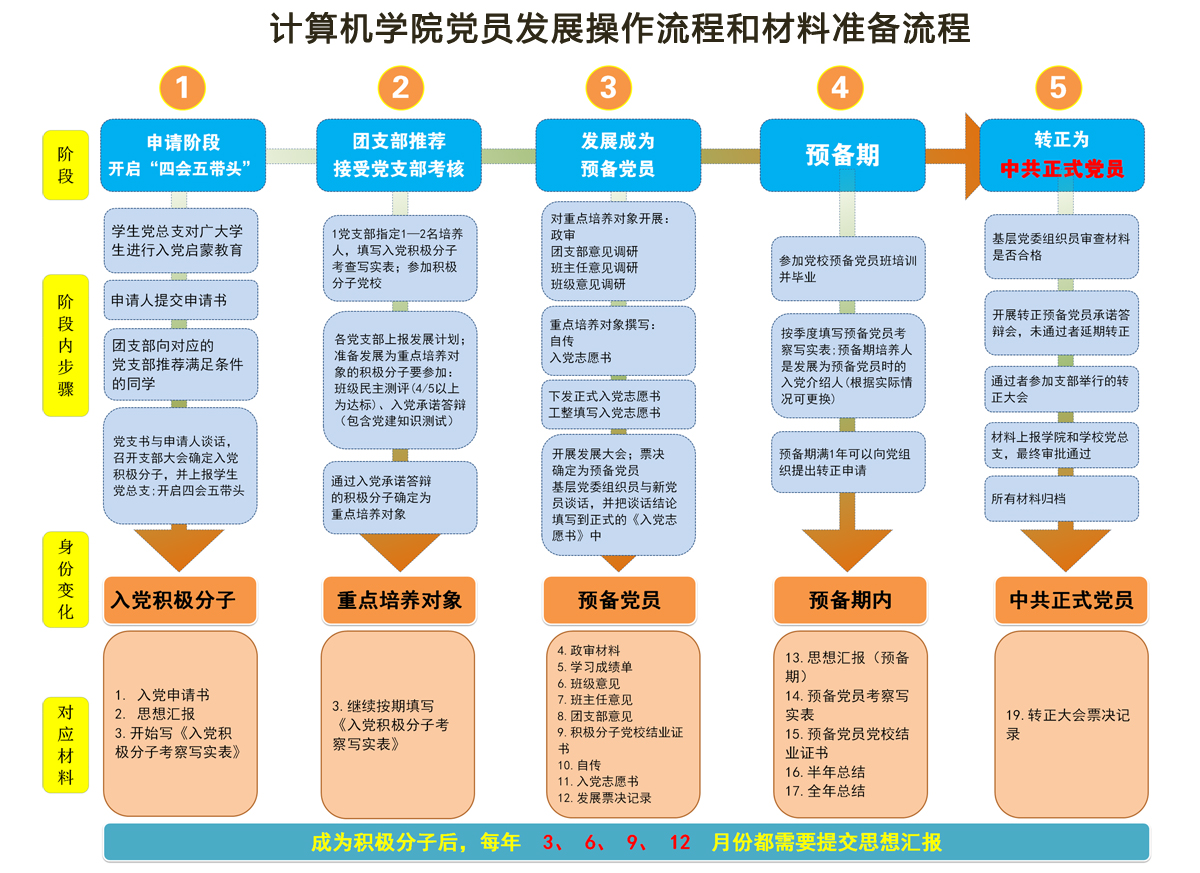 计算机学院党员发展操作流程和材料准备流程
1
2
3
4
5
阶
段
申请阶段
开启“四会五带头”
团支部推荐
接受党支部考核
发展成为
预备党员
预备期
转正为
中共正式党员
阶
段
内
步
骤
学生党总支对广大学
生进行入党启蒙教育
申请人提交申请书
团支部向对应的
党支部推荐满足条件
的同学
党支书与申请人谈话，
召开支部大会确定入党
积极分子，并上报学生
党总支；开启四会五带头
1党支部指定1—2名培养
人，填写入党积极分子
考查写实表；参加积极
分子党校
各党支部上报发展计划；
准备发展为重点培养对
象的积极分子要参加：
班级民主测评(4/5以上
为达标)、入党承诺答辩
（包含党建知识测试）
通过入党承诺答辩
的积极分子确定为
重点培养对象
对重点培养对象开展：
政审
团支部意见调研
班主任意见调研
班级意见调研
重点培养对象撰写：
自传
入党志愿书
下发正式入党志愿书
工整填写入党志愿书
开展发展大会；票决
确定为预备党员
基层党委组织员与新党
员谈话，并把谈话结论
填写到正式的《入党志
愿书》中
参加党校预备党员班培训
并毕业
按季度填写预备党员考
察写实表;预备期培养人
是发展为预备党员时的
入党介绍人(根据实际情
况可更换)
预备期满1年可以向党组
织提出转正申请
基层党委组织员审查材料
是否合格
开展转正预备党员承诺答
辩会，未通过者延期转正
通过者参加支部举行的转
正大会
材料上报学院和学校党总
支，最终审批通过
所有材料归档
身
份
变
化
入党积极分子
重点培养对象
预备党员
预备期内
中共正式党员
对
应
材
料
1. 入党申请书
2. 思想汇报
3. 开始写《入党积
极分子考察写实表》
3. 继续按期填写
《入党积极分子考
察写实表》
4. 政审材料
5. 学习成绩单
6. 班级意见
7. 班主任意见
8. 团支部意见
9. 积极分子党校结业证
书
10. 自传
11. 入党志愿书
12. 发展票决记录
13. 思想汇报（预备
期）
14. 预备党员考察写
实表
15. 预备党员党校结
业证书
16. 半年总结
17. 全年总结
19. 转正大会票决记
录
成为积极分子后，每年 3、 6、 9、 12 月份都需要提交思想汇报